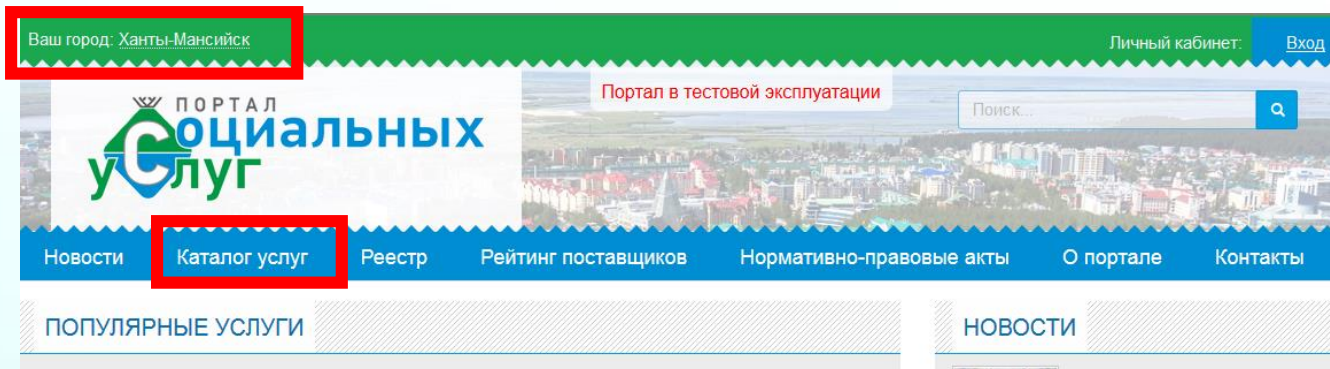 Ваш город: Ханты-Мансийск
Личный кабинет: Вход
Портал в тестовой эксплуатации
Поиск...
ПОРТАЛ
Социальных
уСлуг
Новости Каталог услуг Реестр Рейтинг поставщиков Нормативно-правовые акты О портале Контакты
ПОПУЛЯРНЫЕ УСЛУГИ
НОВОСТИ